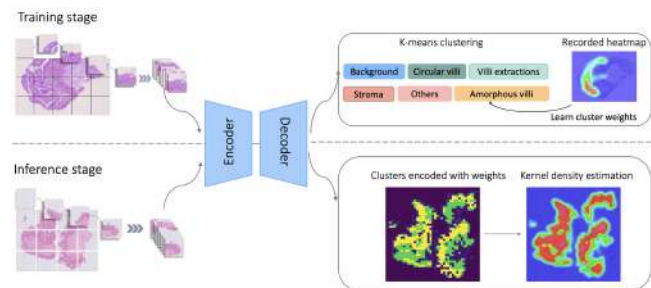 Training stage
K-means clustering
Recorded heatmap
Background
Circular villi
Villi extractions
Stroma
Others
Amorphous villi
Learn cluster weights
Encoder
Decoder
Inference stage
Clusters encoded with weights
Kernel density estimation